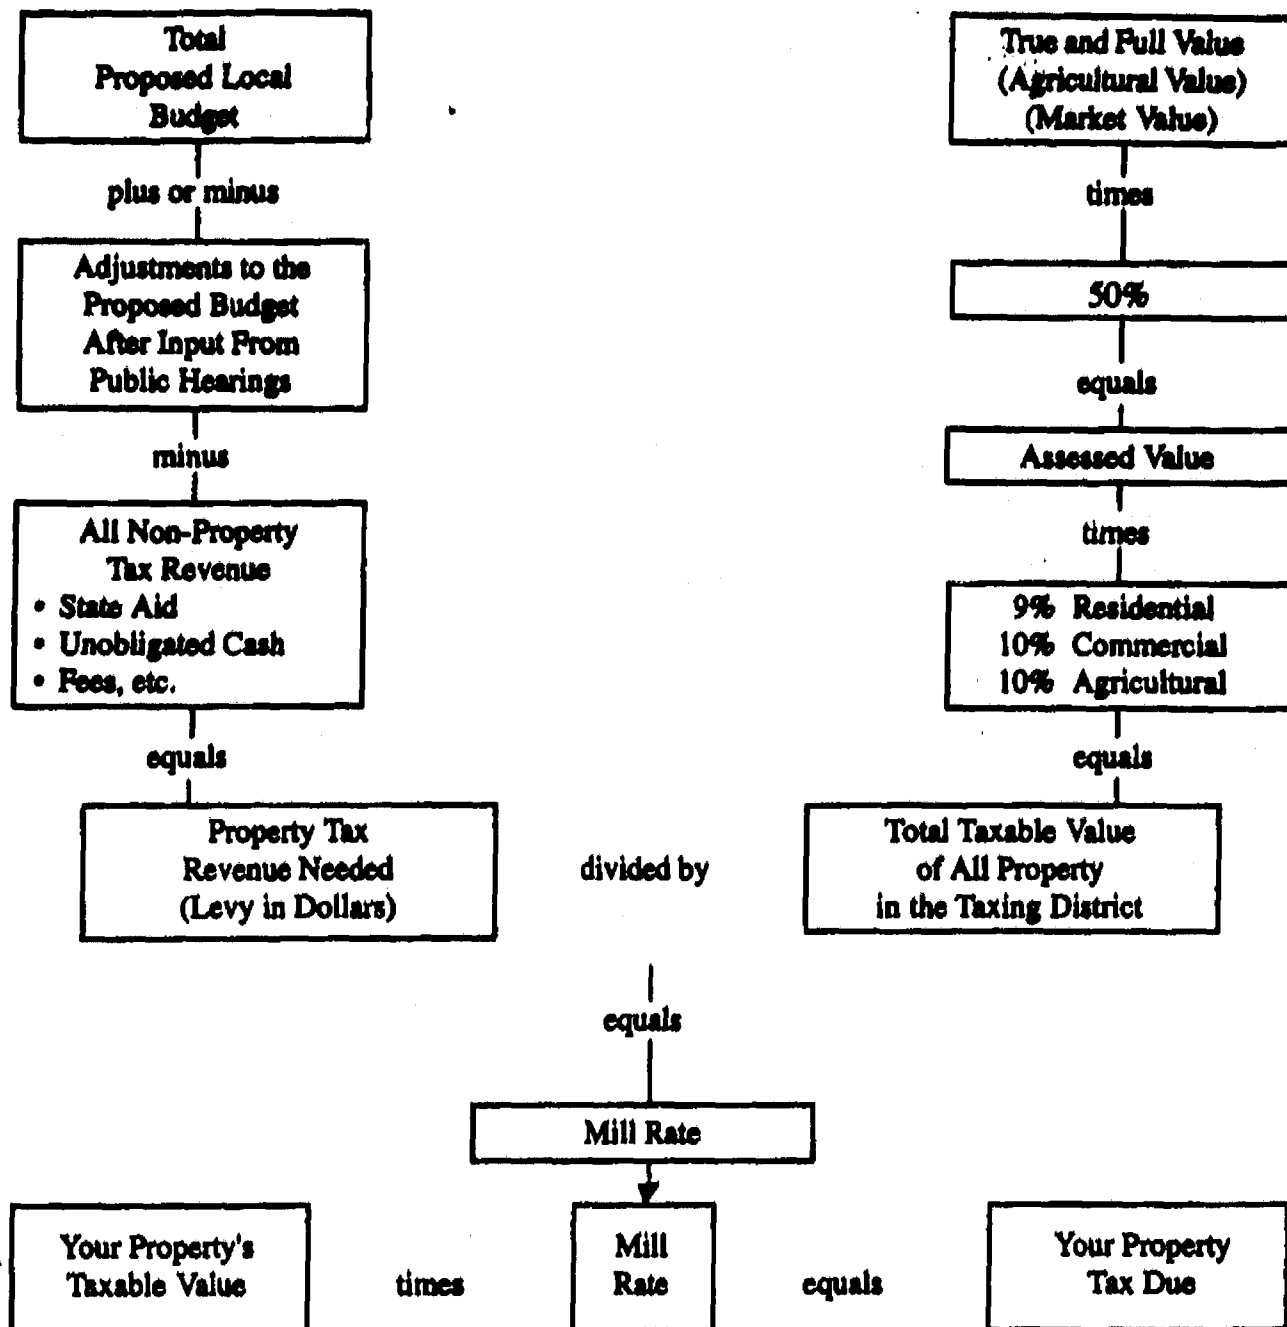 Total
Proposed Local
Budget
plus or minus
Adjustments to the
Proposed Budget
After Input From
Public Hearings
minus
All Non-Property
Tax Revenue
• State Aid
• Unobligated Cash
• Fees, etc.
equals
Property Tax
Revenue Needed
(Levy in Dollars)
divided by
True and Full Value
(Agricultural Value)
(Market Value)
times
50%
equals
Assessed Value
times
9% Residential
10% Commercial
10% Agricultural
equals
Total Taxable Value
of All Property
in the Taxing District
equals
Mill Rate
Your Property's
Taxable Value
times
Mill
Rate
equals
Your Property
Tax Due